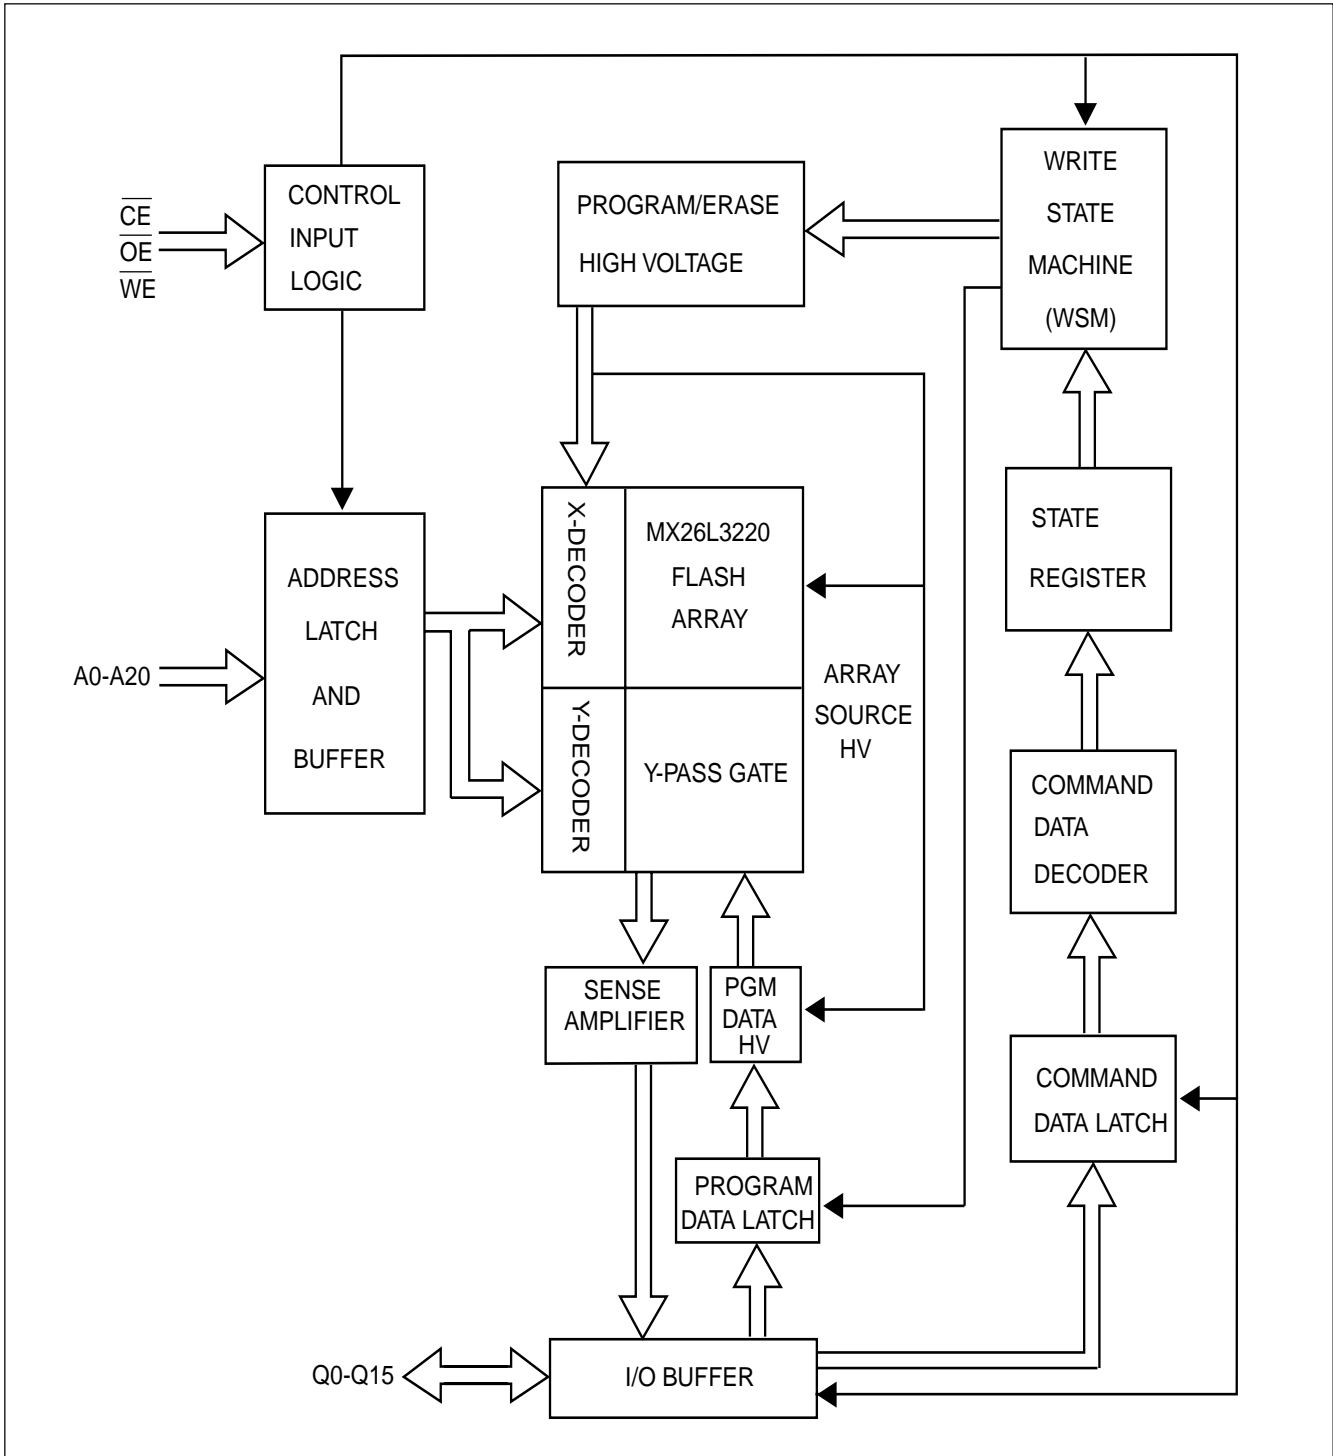 CE
OE
WE
CONTROL
INPUT
LOGIC
PROGRAM/ERASE
HIGH VOLTAGE
WRITE
STATE
MACHINE
(WSM)
STATE
REGISTER
ADDRESS
LATCH
AND
BUFFER
A0-A20
X-DECODER
MX26L3220
FLASH
ARRAY
Y-DECODER
Y-PASS GATE
ARRAY
SOURCE
HV
COMMAND
DATA
DECODER
SENSE
AMPLIFIER
PGM
DATA
HV
COMMAND
DATA LATCH
PROGRAM
DATA LATCH
Q0-Q15
I/O BUFFER